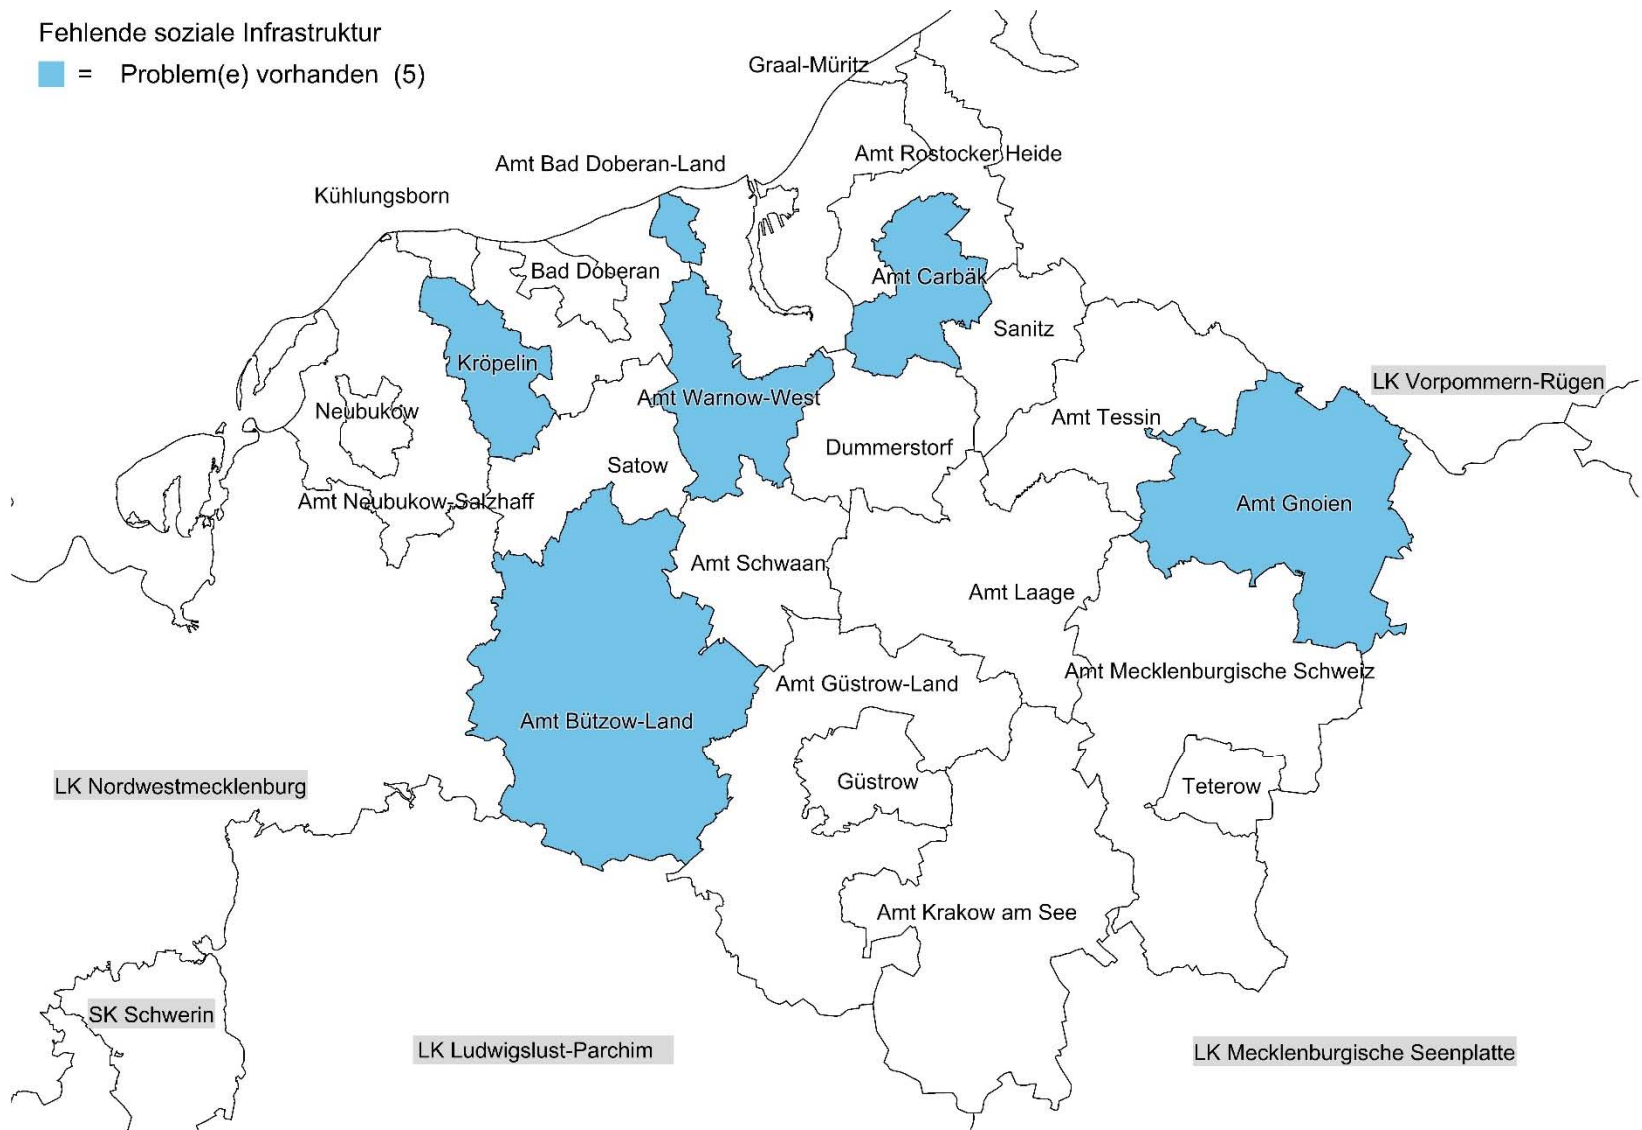 Fehlende soziale Infrastruktur
= Problem(e) vorhanden (5)
Graal-Müritz
Amt Rostocker Heide
Amt Bad Doberan-Land
Kühlungsborn
Bad Doberan
Amt Carbäk
Sanitz
Kröpelin
LK Vorpommern-Rügen
Amt Warnow-West
Neubukow
Amt Tessin
Dummerstorf
Satow
Amt Neubukow-Salzhaff
Amt Gnoien
Amt Schwaan
Amt Laage
Amt Mecklenburgische Schweiz
Amt Güstrow-Land
Amt Bützow-Land
LK Nordwestmecklenburg
Güstrow
Teterow
Amt Krakow am See
SK Schwerin
LK Ludwigslust-Parchim
LK Mecklenburgische Seenplatte